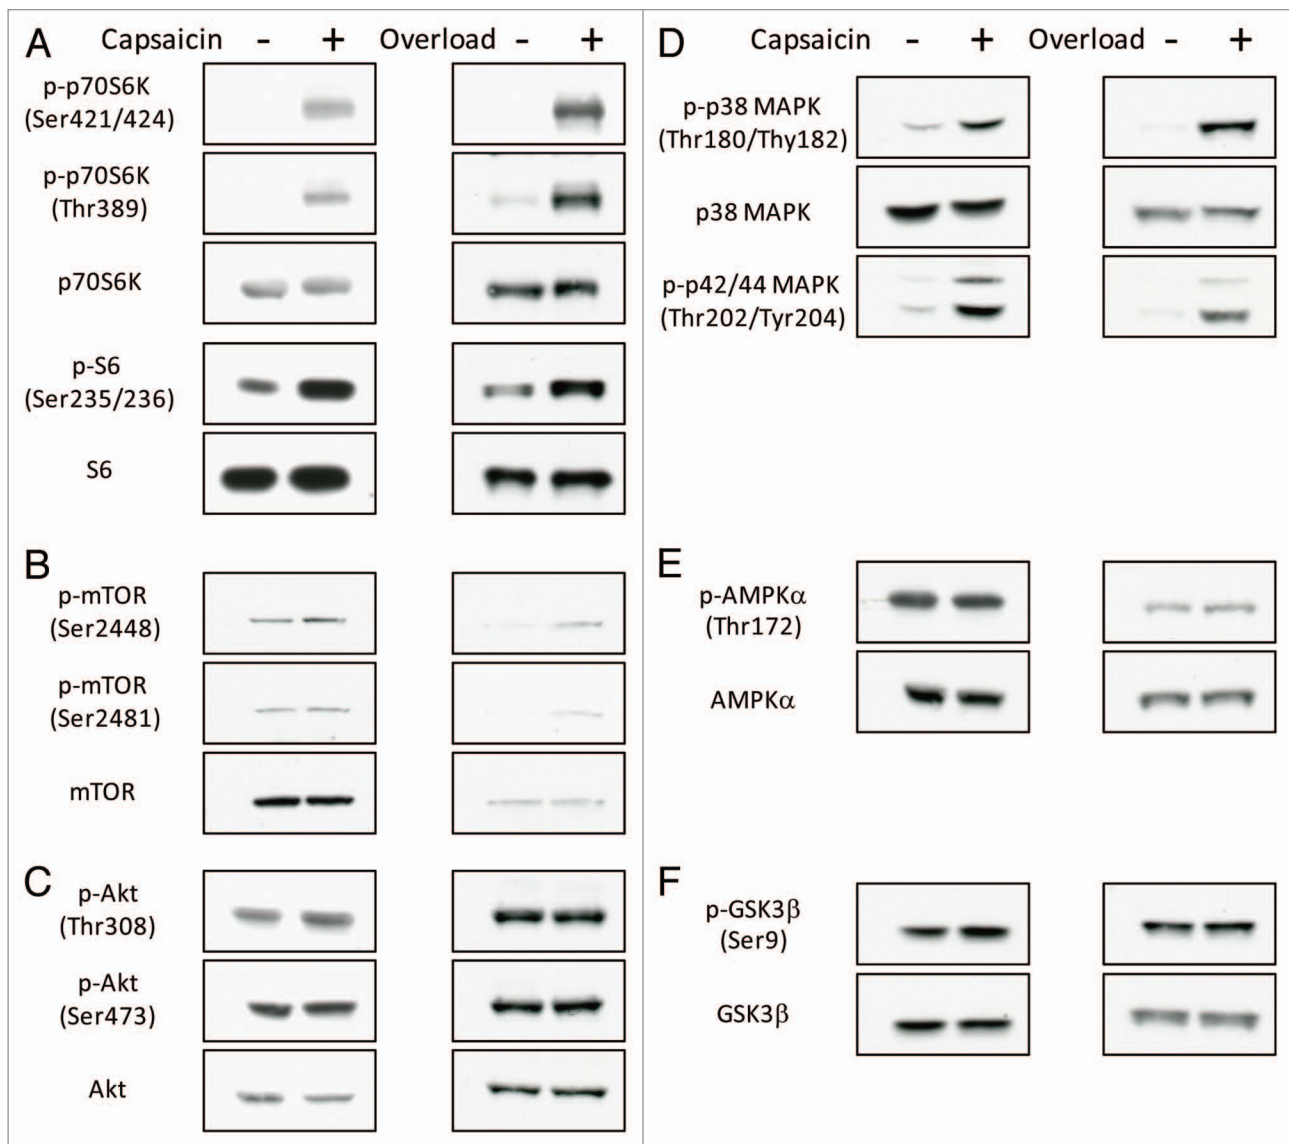 A Capsaicin - + Overload - +
p-p70S6K
(Ser421/424)
p-p70S6K
(Thr389)
p70S6K
p-S6
(Ser235/236)
S6
B
p-mTOR
(Ser2448)
p-mTOR
(Ser2481)
mTOR
C
p-Akt
(Thr308)
p-Akt
(Ser473)
Akt
D Capsaicin - + Overload - +
p-p38 MAPK
(Thr180/Thy182)
p38 MAPK
p-p42/44 MAPK
(Thr202/Tyr204)
E
p-AMPKα
(Thr172)
AMPKα
F
p-GSK3β
(Ser9)
GSK3β